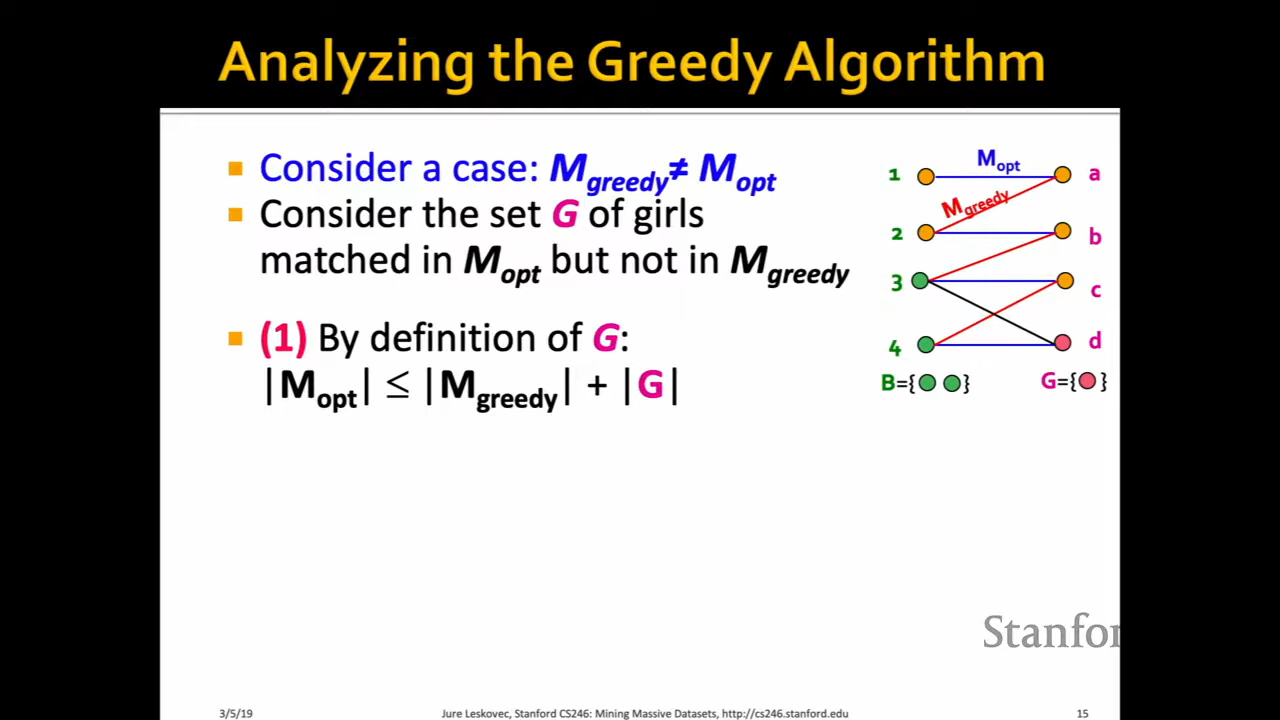 Analyzing the Greedy Algorithm
Consider a case: Mgreedy≠ Mopt
Consider the set G of girls
matched in Mopt but not in Mgreedy
(1) By definition of G:
|Mopt| ≤ |Mgreedy| + |G|
Mopt
1
a
Mgreedy
2
b
3
c
4
d
B={ }
G={ }
Stanfor
3/5/19
Jure Leskovec, Stanford CS246: Mining Massive Datasets, http://cs246.stanford.edu
15